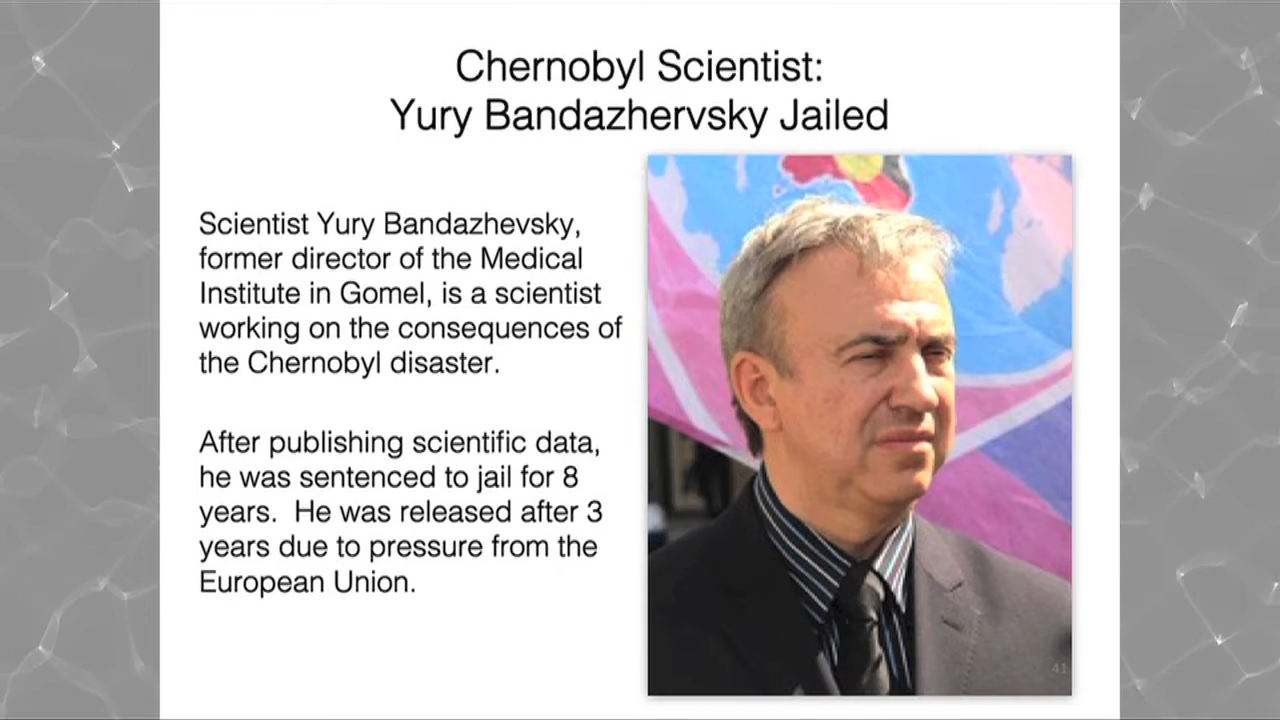 Chernobyl Scientist:
Yury Bandazhervsky Jailed
Scientist Yury Bandazhevsky,
former director of the Medical
Institute in Gomel, is a scientist
working on the consequences of
the Chernobyl disaster.
After publishing scientific data,
he was sentenced to jail for 8
years.  He was released after 3
years due to pressure from the
European Union.
41